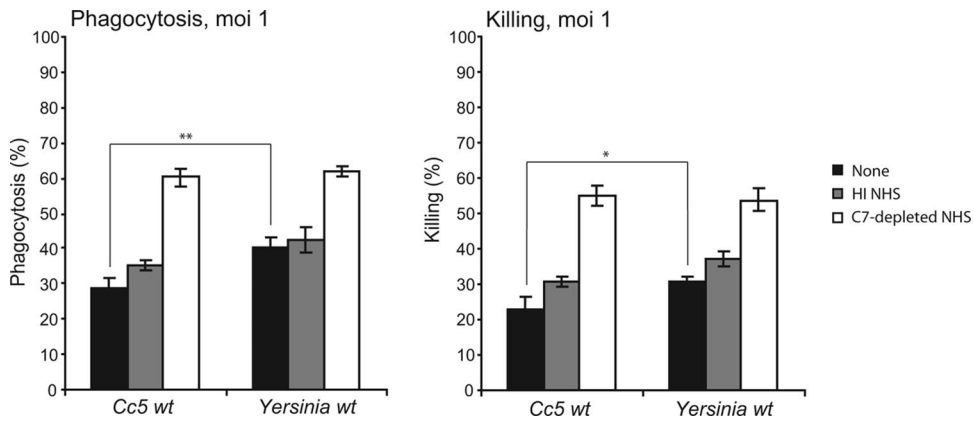 Phagocytosis, moi 1
Phagocytosis (%)
100
90
80
70
60
50
40
30
20
10
0
**
Cc5 wt
Yersinia wt
Killing, moi 1
Killing (%)
100
90
80
70
60
50
40
30
20
10
0
*
Cc5 wt
Yersinia wt
None
HI NHS
C7-depleted NHS